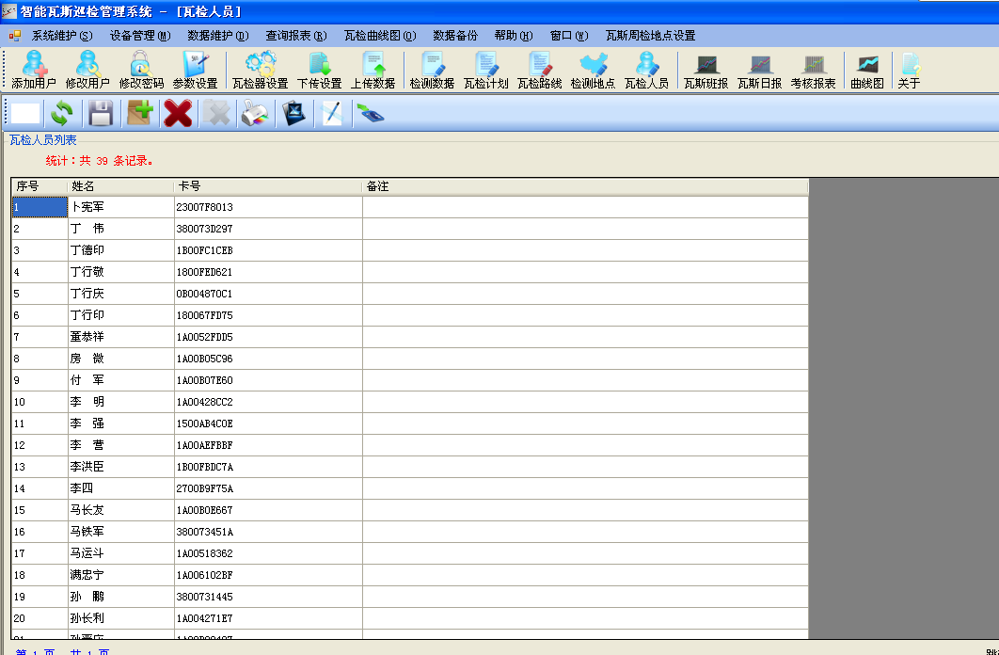 智能瓦斯巡检管理系统 - [瓦检人员]
系统维护(S) 设备管理(M) 数据维护(D) 查询报表(R) 瓦检曲线图(O) 数据备份 帮助(H) 窗口(W) 瓦斯周检地点设置
添加用户 修改用户 修改密码 参数设置 瓦检器设置 下传设置 上传数据 检测数据 瓦检计划 瓦检路线 检测地点 瓦检人员 瓦斯班报 瓦斯日报 考核报表 曲线图 关于
瓦检人员列表
统计：共 39 条记录。
序号 姓名 卡号 备注
1 卜宪军 23007F8013
2 丁 伟 380073D297
3 丁德印 1B00FC1CEB
4 丁行敬 1800FED621
5 丁行庆 0B004870C1
6 丁行印 180067FD75
7 董恭祥 1A0052FDD5
8 房 微 1A00B05C96
9 付 军 1A00B07E60
10 李 明 1A00428CC2
11 李 强 1500AB4C0E
12 李 营 1A00AEFBBF
13 李洪臣 1B00FBDC7A
14 李四 2700B9F75A
15 马长友 1A00B0E667
16 马铁军 380073451A
17 马运斗 1A00518362
18 满忠宁 1A006102BF
19 孙 鹏 3800731445
20 孙长利 1A004271E7
第 1 页 共 1 页